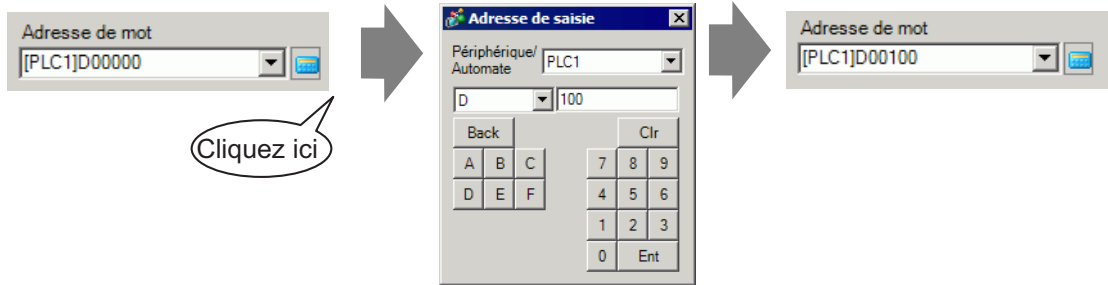 Adresse de mot
[PLC1]D00000
Cliquez ici
Adresse de saisie
Périphérique/
Automate
PLC1
D 100
Back Clr
A B C 7 8 9
D E F 4 5 6
1 2 3
0 Ent
Adresse de mot
[PLC1]D00100